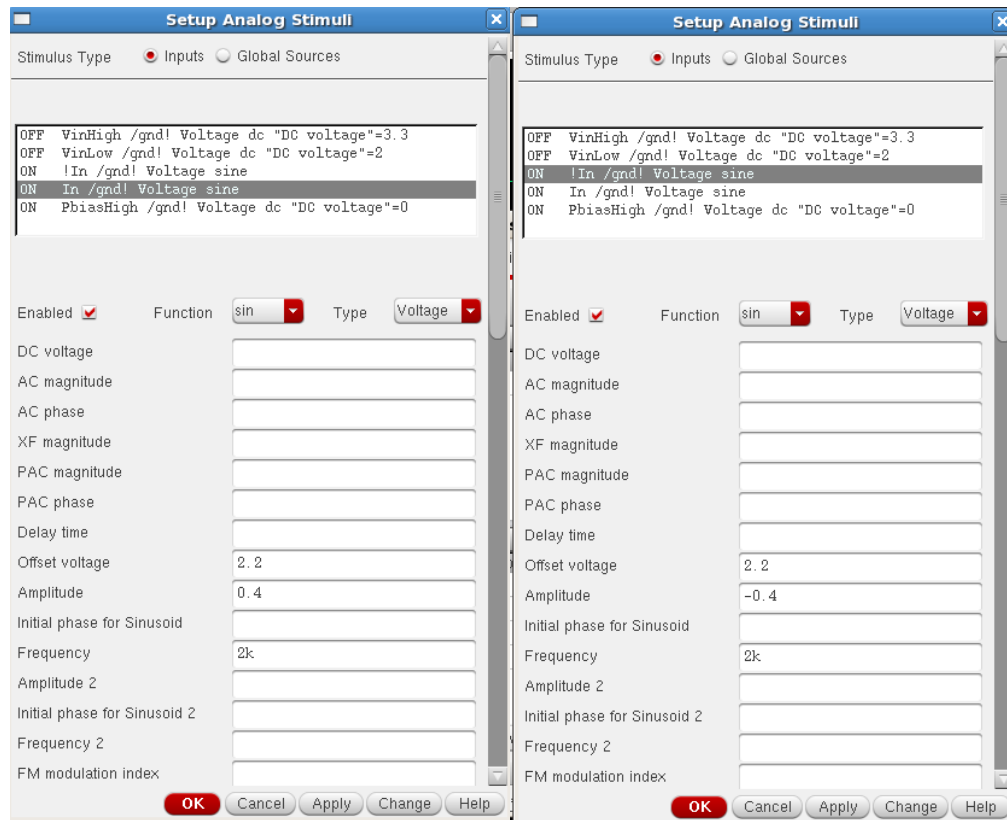 Setup Analog Stimuli
Stimulus Type Inputs Global Sources
OFF VinHigh /gnd! Voltage dc "DC voltage"=3.3
OFF VinLow /gnd! Voltage dc "DC voltage"=2
ON !In /gnd! Voltage sine
ON In /gnd! Voltage sine
ON PbiasHigh /gnd! Voltage dc "DC voltage"=0
Enabled Function sin Type Voltage
DC voltage
AC magnitude
AC phase
XF magnitude
PAC magnitude
PAC phase
Delay time
Offset voltage 2.2
Amplitude 0.4
Initial phase for Sinusoid
Frequency 2k
Amplitude 2
Initial phase for Sinusoid 2
Frequency 2
FM modulation index
OK Cancel Apply Change Help
Setup Analog Stimuli
Stimulus Type Inputs Global Sources
OFF VinHigh /gnd! Voltage dc "DC voltage"=3.3
OFF VinLow /gnd! Voltage dc "DC voltage"=2
ON !In /gnd! Voltage sine
ON In /gnd! Voltage sine
ON PbiasHigh /gnd! Voltage dc "DC voltage"=0
Enabled Function sin Type Voltage
DC voltage
AC magnitude
AC phase
XF magnitude
PAC magnitude
PAC phase
Delay time
Offset voltage 2.2
Amplitude -0.4
Initial phase for Sinusoid
Frequency 2k
Amplitude 2
Initial phase for Sinusoid 2
Frequency 2
FM modulation index
OK Cancel Apply Change Help